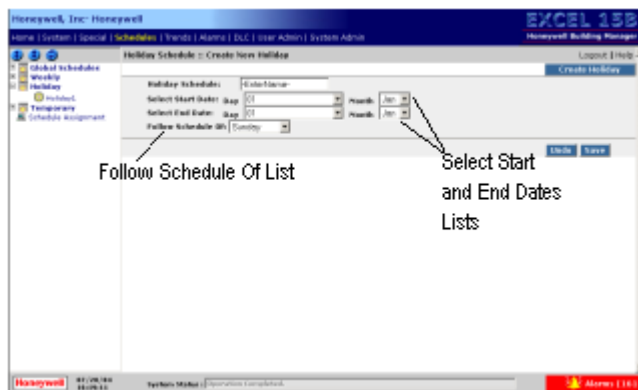 Honeywell, Inc- Honeywell
EXCEL 15B
Honeywell Building Manager
Home | System | Special | Schedules | Trends | Alarms | DLC | User Admin | System Admin
Holiday Schedule :: Create New Holiday
Logout | Help
Create Holiday
Global Schedules
Weekly
Holiday
Holiday1
Temporary
Schedule Assignment
Holiday Schedule: -EnterName-
Select Start Date: Day 01 Month Jan
Select End Date: Day 01 Month Jan
Follow Schedule Of: Sunday
Undo Save
Follow Schedule Of List
Select Start
and End Dates
Lists
Honeywell
System Status: Operation Completed.
Alarms